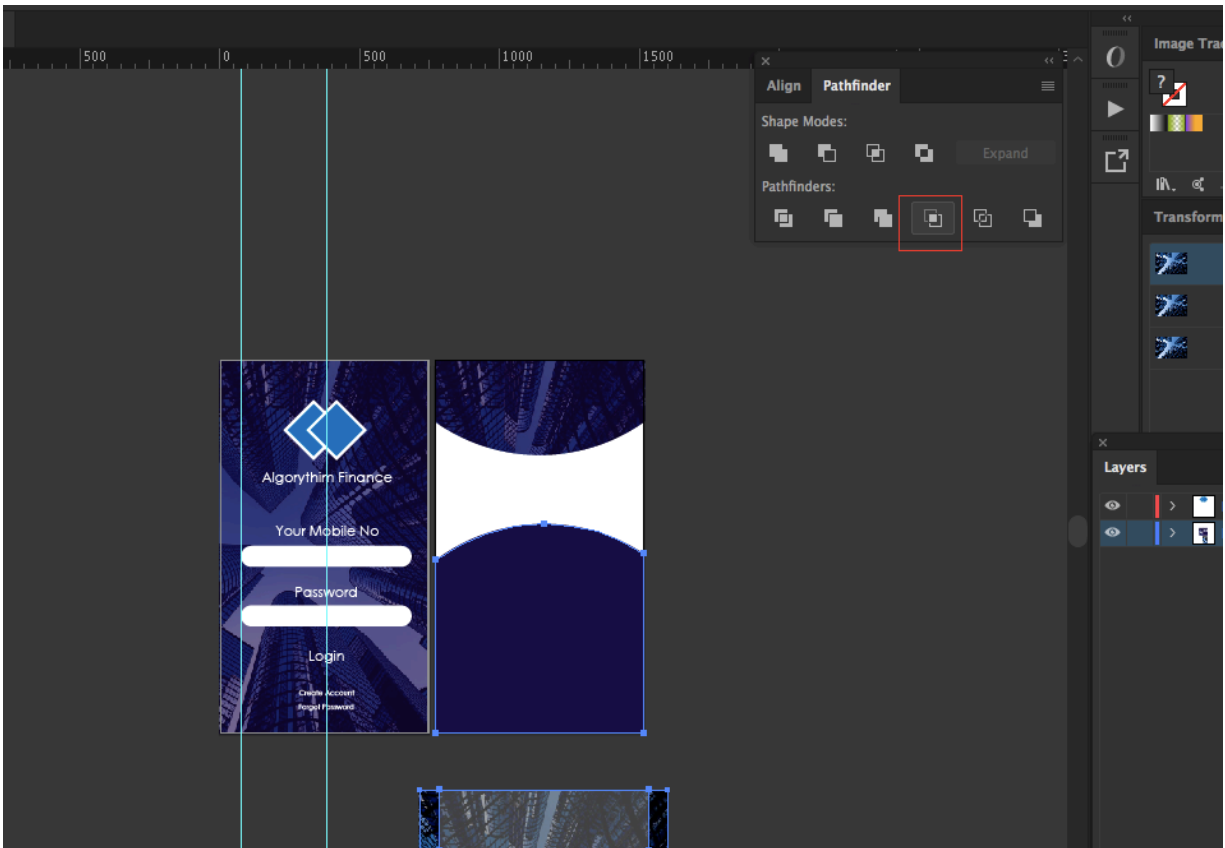 500
0
500
1000
1500
Image Tra
Align
Pathfinder
Shape Modes:
Expand
Pathfinders:
?
Transform
Layers
Algorythim Finance
Your Mobile No
Password
Login
Create Account
Forgot Password